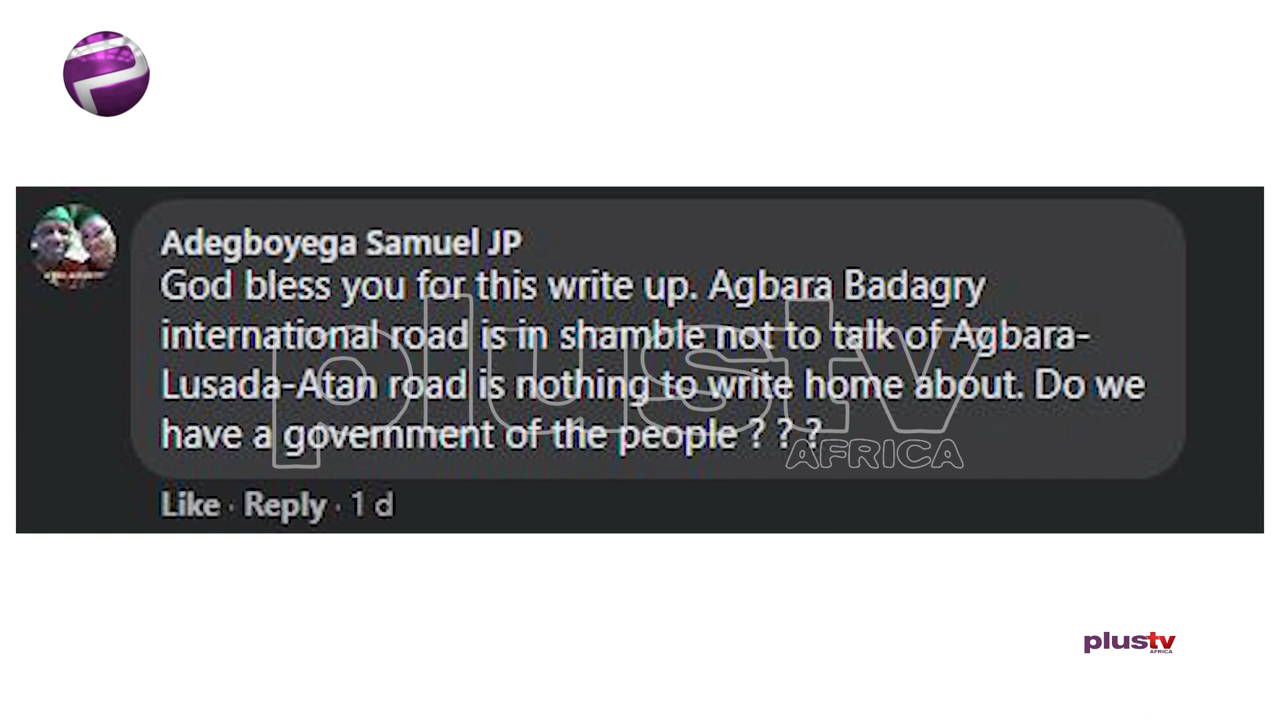 Adegboyega Samuel JP
God bless you for this write up. Agbara Badagry
international road is in shamble not to talk of Agbara-
Lusada-Atan road is nothing to write home about. Do we
have a government of the people ? ? ?
plustv
AFRICA
Like · Reply · 1 d
plustv
AFRICA